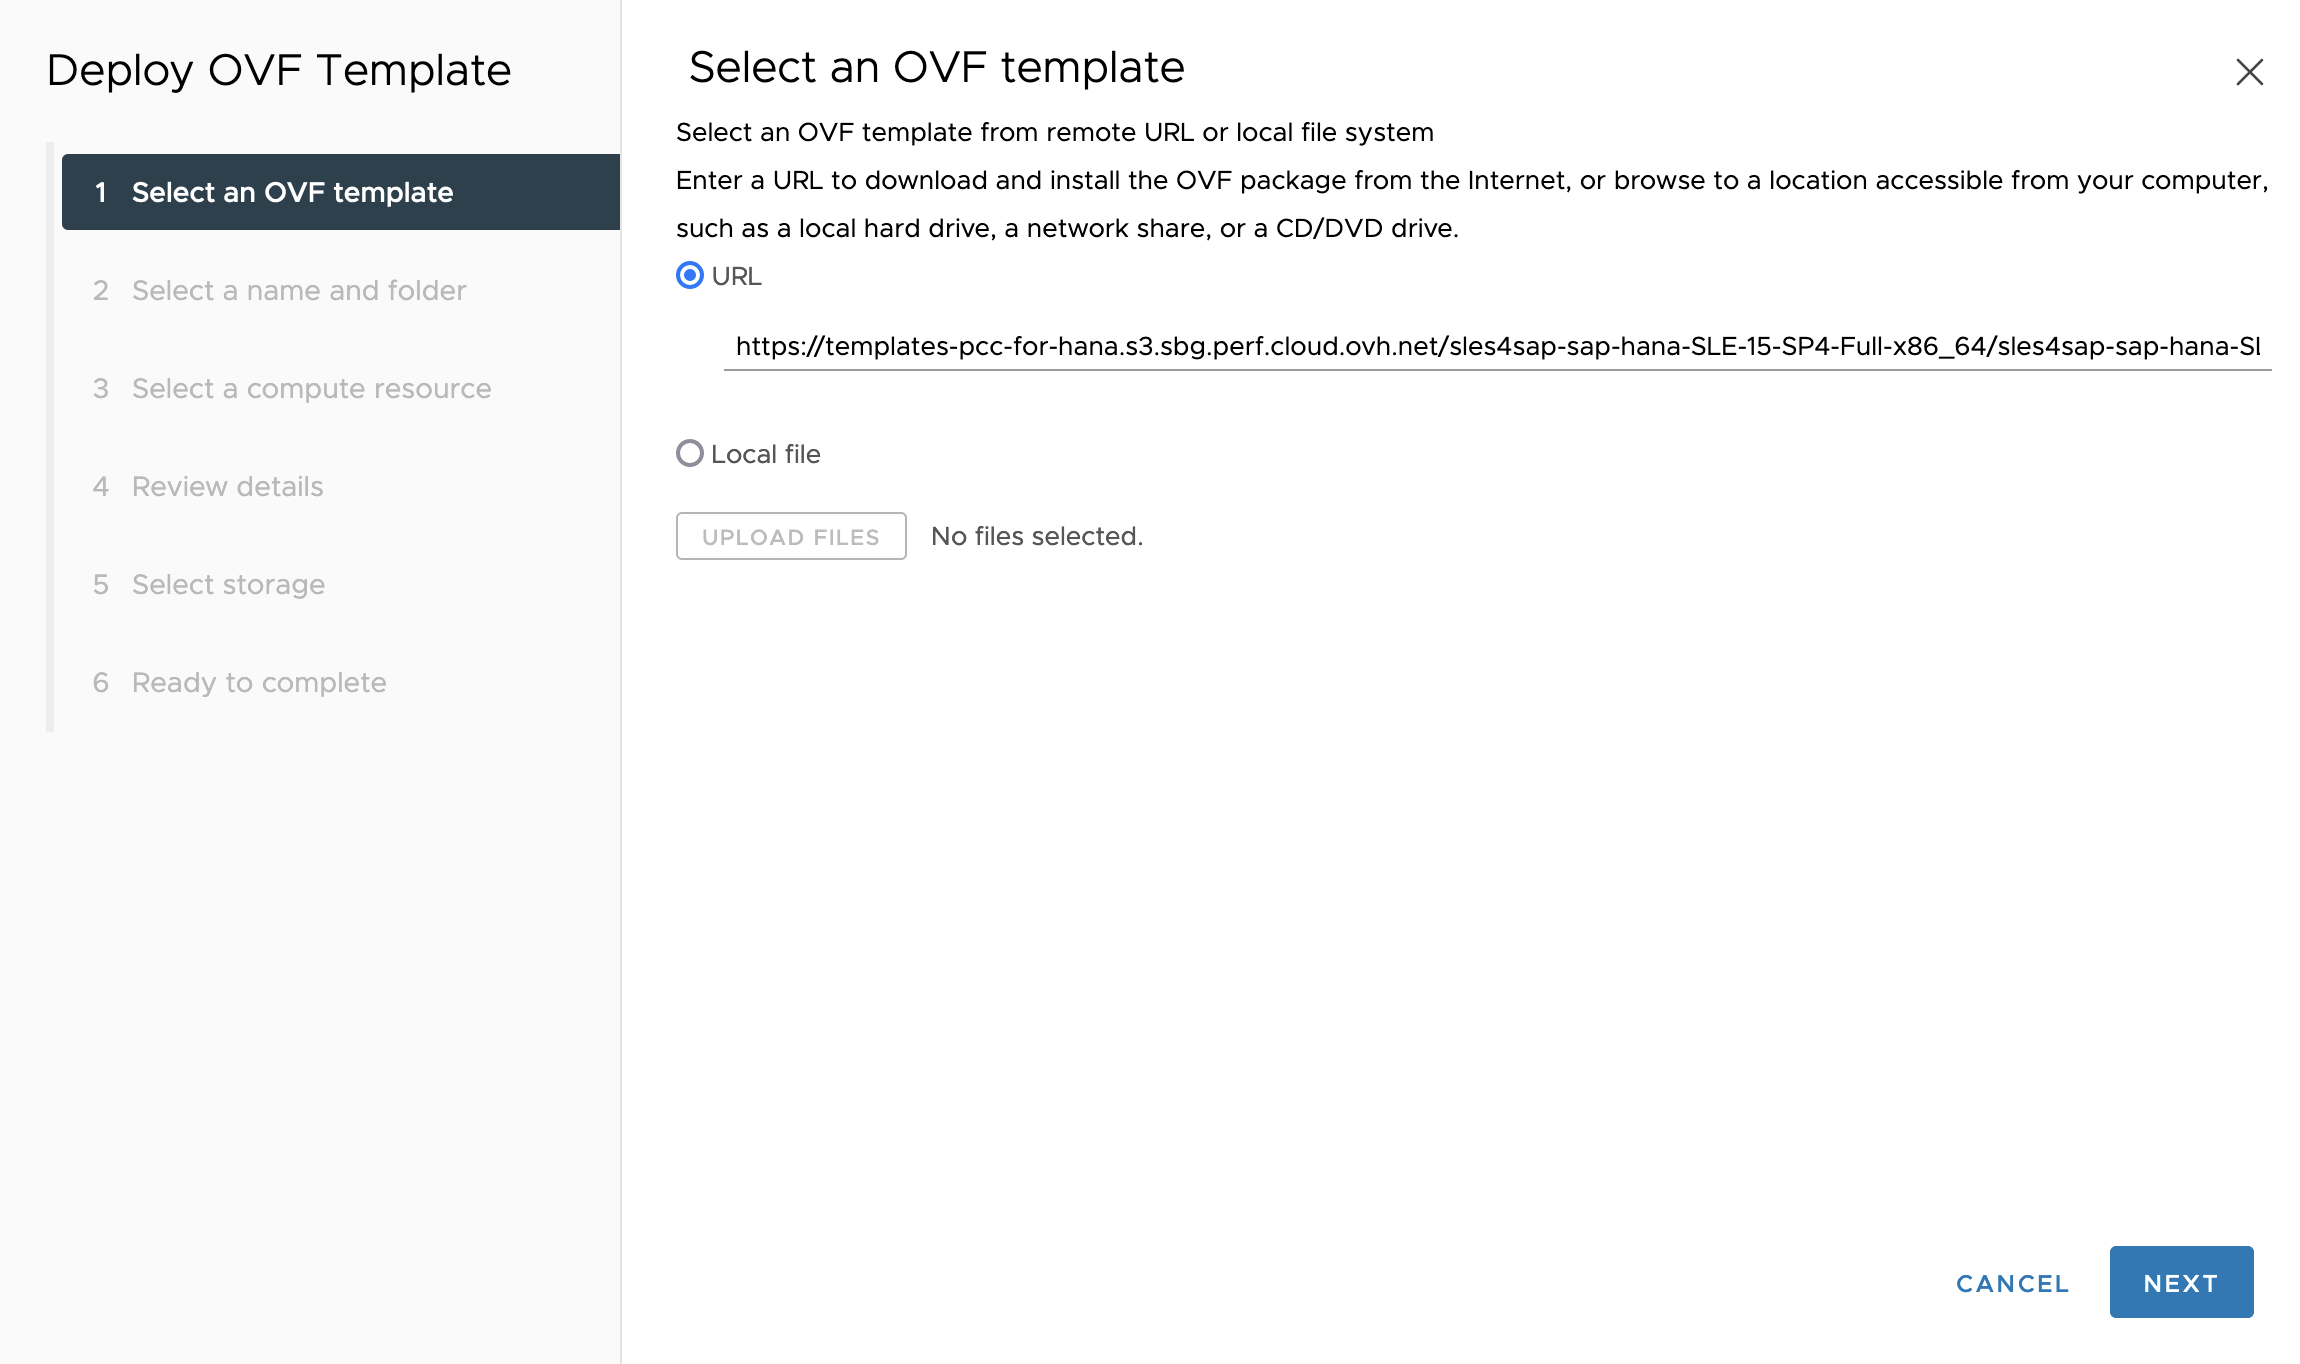 Deploy OVF Template
1 Select an OVF template
2 Select a name and folder
3 Select a compute resource
4 Review details
5 Select storage
6 Ready to complete
Select an OVF template
Select an OVF template from remote URL or local file system
Enter a URL to download and install the OVF package from the Internet, or browse to a location accessible from your computer,
such as a local hard drive, a network share, or a CD/DVD drive.
URL
https://templates-pcc-for-hana.s3.sbg.perf.cloud.ovh.net/sles4sap-sap-hana-SLE-15-SP4-Full-x86_64/sles4sap-sap-hana-SL
Local file
UPLOAD FILES No files selected.
CANCEL NEXT